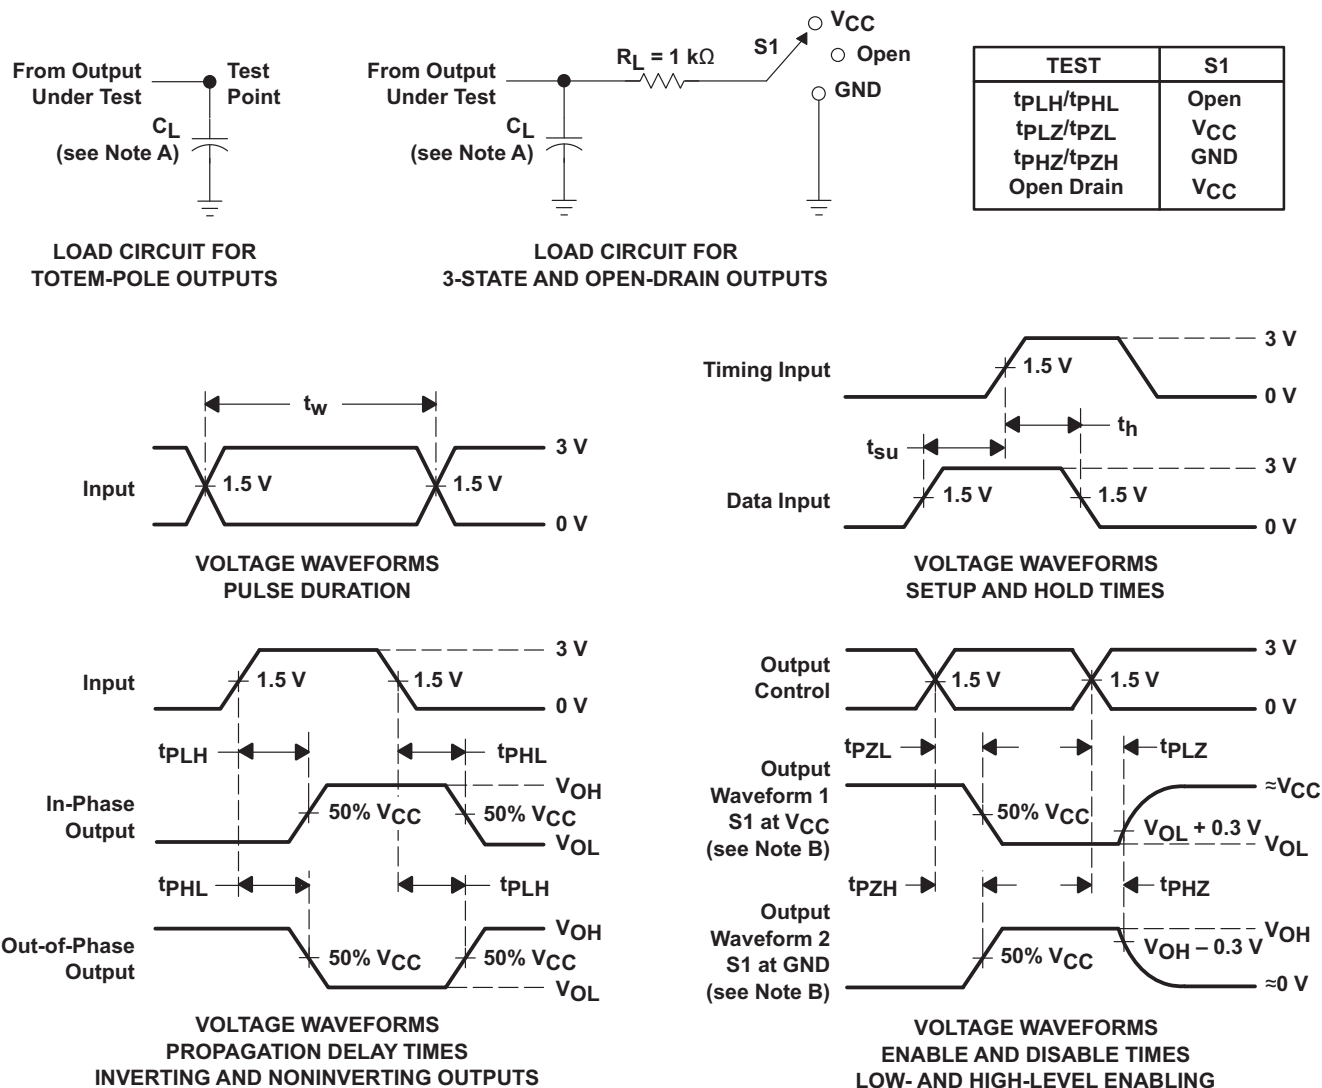 From Output
Under Test
Test
Point
CL
(see Note A)
LOAD CIRCUIT FOR
TOTEM-POLE OUTPUTS
From Output
Under Test
RL = 1 kΩ
S1
VCC
Open
GND
CL
(see Note A)
LOAD CIRCUIT FOR
3-STATE AND OPEN-DRAIN OUTPUTS
TEST S1
tPLH/tPHL Open
tPLZ/tPZL VCC
tPHZ/tPZH GND
Open Drain VCC
tw
Input
1.5 V
1.5 V
3 V
0 V
VOLTAGE WAVEFORMS
PULSE DURATION
Timing Input
1.5 V
3 V
0 V
th
tsu
Data Input
1.5 V
1.5 V
3 V
0 V
VOLTAGE WAVEFORMS
SETUP AND HOLD TIMES
Input
1.5 V
1.5 V
3 V
0 V
tPLH
tPHL
In-Phase
Output
50% VCC
50% VCC
VOH
VOL
tPHL
tPLH
Out-of-Phase
Output
50% VCC
50% VCC
VOH
VOL
VOLTAGE WAVEFORMS
PROPAGATION DELAY TIMES
INVERTING AND NONINVERTING OUTPUTS
Output
Control
1.5 V
1.5 V
3 V
0 V
tPZL
tPLZ
Output
Waveform 1
S1 at VCC
(see Note B)
50% VCC
≈VCC
VOL + 0.3 V
VOL
tPZH
tPHZ
Output
Waveform 2
S1 at GND
(see Note B)
50% VCC
VOH
VOH – 0.3 V
≈0 V
VOLTAGE WAVEFORMS
ENABLE AND DISABLE TIMES
LOW- AND HIGH-LEVEL ENABLING